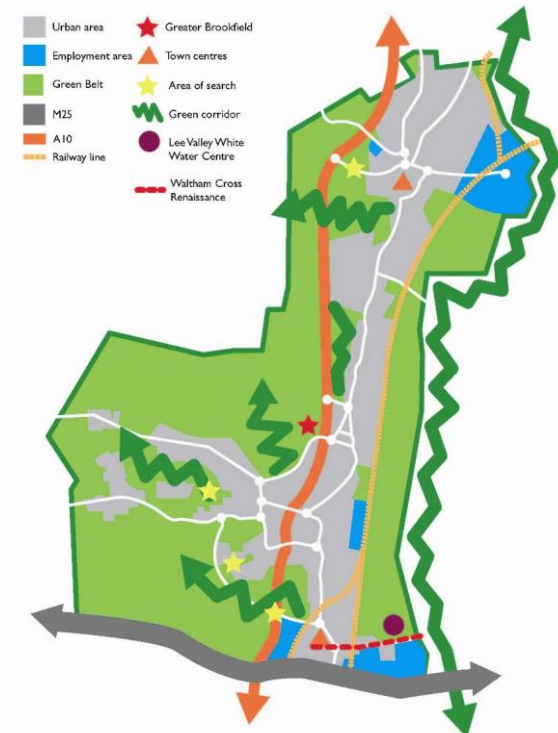 Urban area
Employment area
Green Belt
M25
A10
Railway line
Greater Brookfield
Town centres
Area of search
Green corridor
Lee Valley White
Water Centre
Waltham Cross
Renaissance